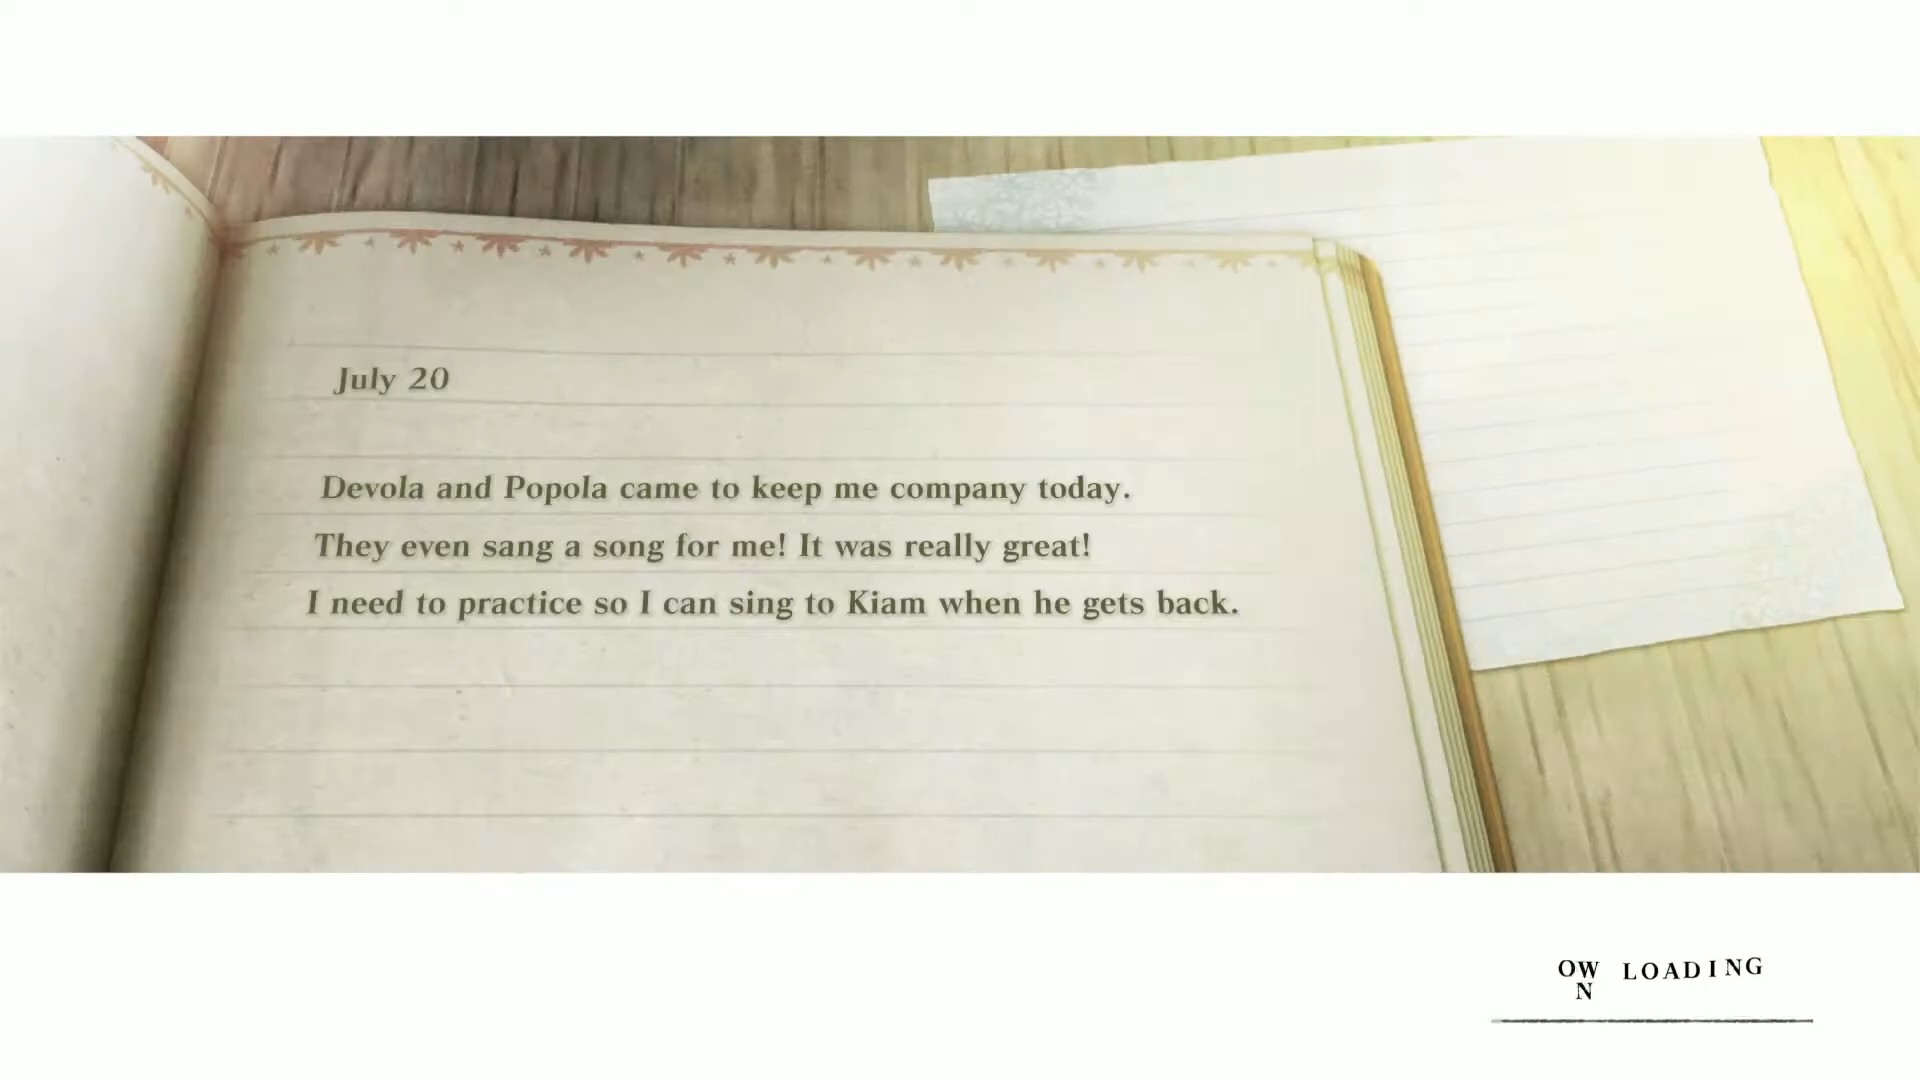 July 20
Devola and Popola came to keep me company today.
They even sang a song for me! It was really great!
I need to practice so I can sing to Kiam when he gets back.
OW
N LOADING